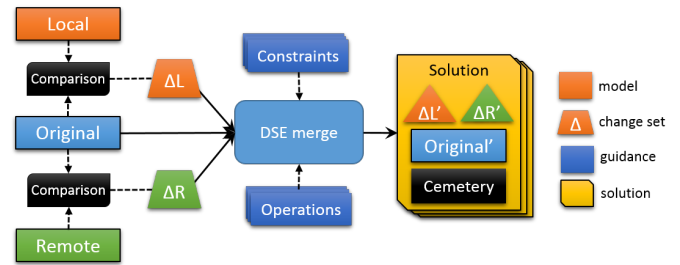 Local
Comparison
ΔL
Original
Comparison
ΔR
Remote
Constraints
DSE merge
Operations
Solution
ΔL’
ΔR’
Original’
Cemetery
model
Δ
change set
guidance
solution